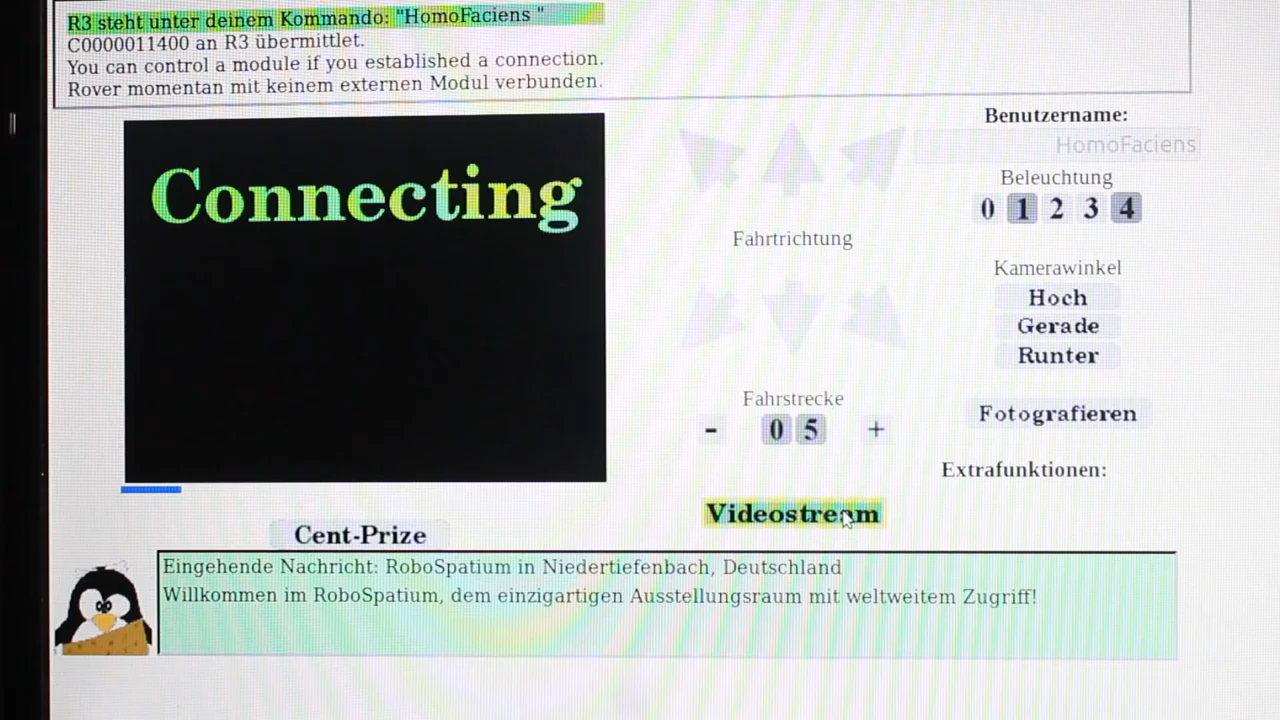 R3 steht unter deinem Kommando: "HomoFaciens "
C0000011400 an R3 übermittlet.
You can control a module if you established a connection.
Rover momentan mit keinem externen Modul verbunden.
Connecting
Fahrtrichtung
Fahrstrecke
- 0 5 +
Videostream
Benutzername:
HomoFaciens
Beleuchtung
0 1 2 3 4
Kamerawinkel
Hoch
Gerade
Runter
Fotografieren
Extrafunktionen:
Cent-Prize
Eingehende Nachricht: RoboSpatium in Niedertiefenbach, Deutschland
Willkommen im RoboSpatium, dem einzigartigen Ausstellungsraum mit weltweitem Zugriff!